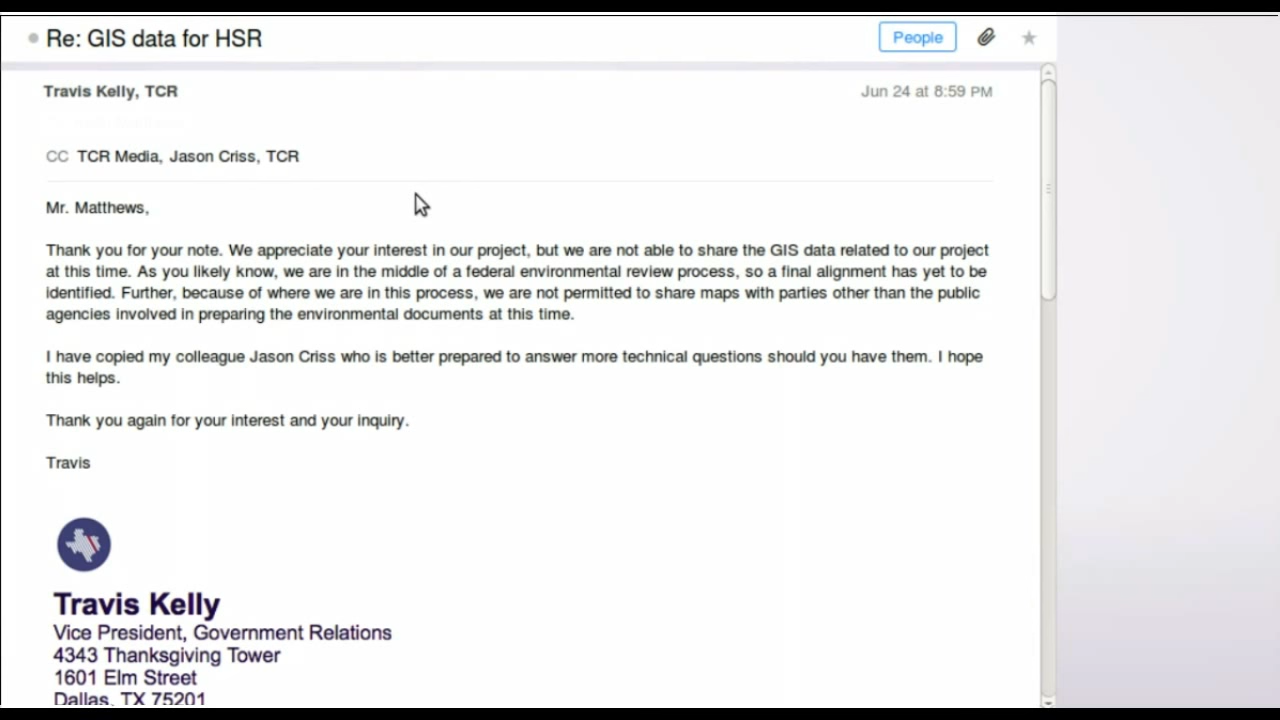 Re: GIS data for HSR
People
Travis Kelly, TCR
Jun 24 at 8:59 PM
CC TCR Media, Jason Criss, TCR
Mr. Matthews,
Thank you for your note. We appreciate your interest in our project, but we are not able to share the GIS data related to our project
at this time. As you likely know, we are in the middle of a federal environmental review process, so a final alignment has yet to be
identified. Further, because of where we are in this process, we are not permitted to share maps with parties other than the public
agencies involved in preparing the environmental documents at this time.
I have copied my colleague Jason Criss who is better prepared to answer more technical questions should you have them. I hope
this helps.
Thank you again for your interest and your inquiry.
Travis
Travis Kelly
Vice President, Government Relations
4343 Thanksgiving Tower
1601 Elm Street
Dallas, TX 75201